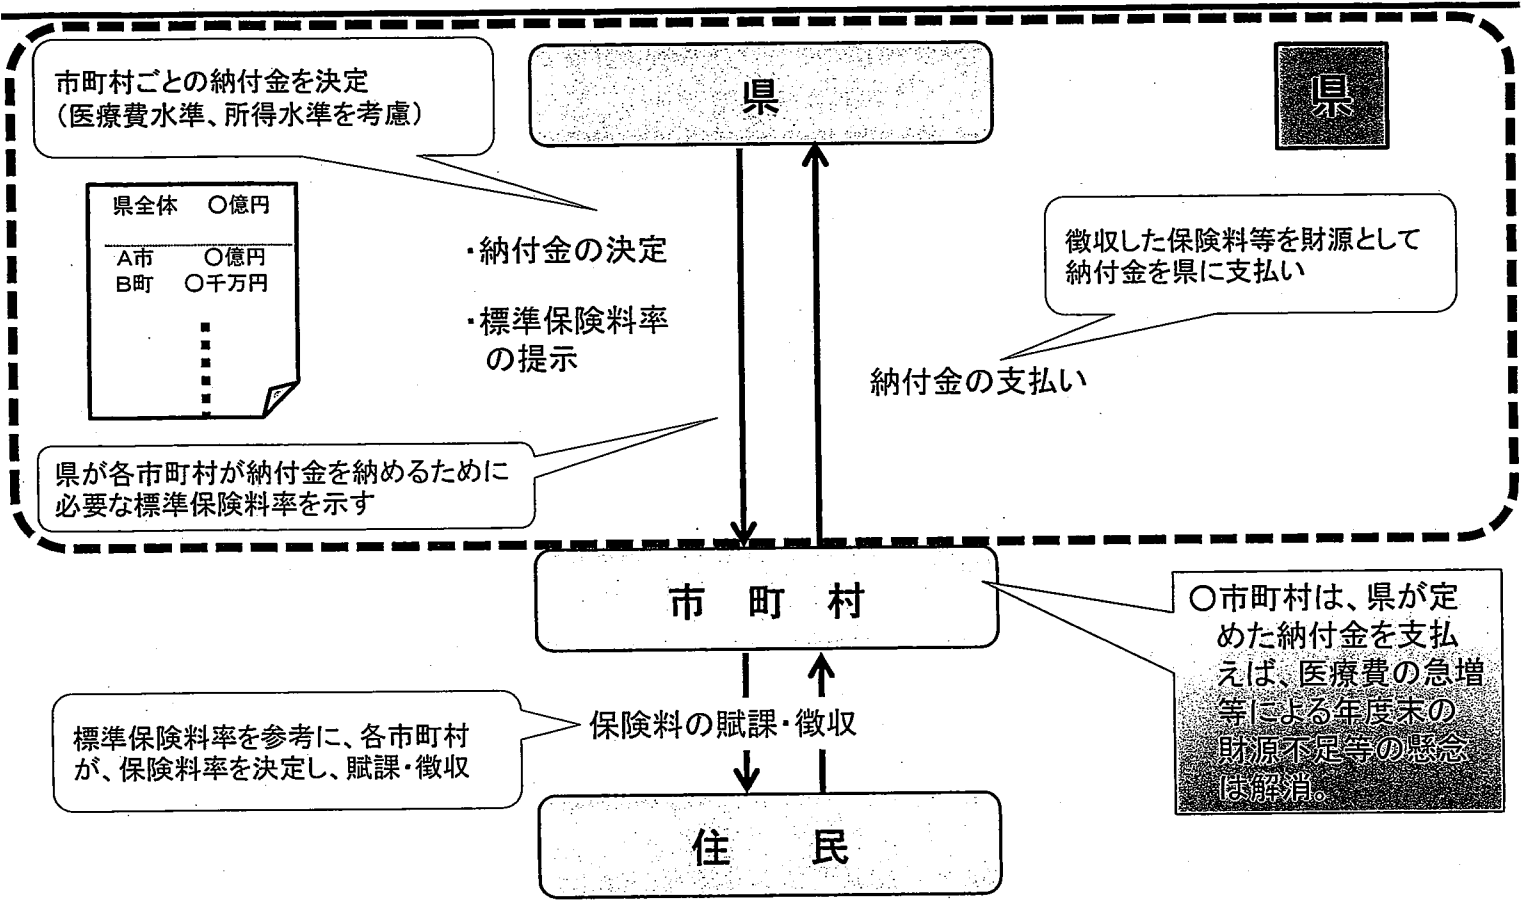 市町村ごとの納付金を決定
(医療費水準、所得水準を考慮)
県
県
県全体 〇億円
A市 〇億円
B町 〇千万円
・納付金の決定
・標準保険料率
の提示
徴収した保険料等を財源として
納付金を県に支払い
納付金の支払い
県が各市町村が納付金を納めるために
必要な標準保険料率を示す
市町村
〇市町村は、県が定
めた納付金を支払
えば、医療費の急増
等による年度末の
財源不足等の懸念
は解消。
標準保険料率を参考に、各市町村
が、保険料率を決定し、賦課・徴収
保険料の賦課・徴収
住民